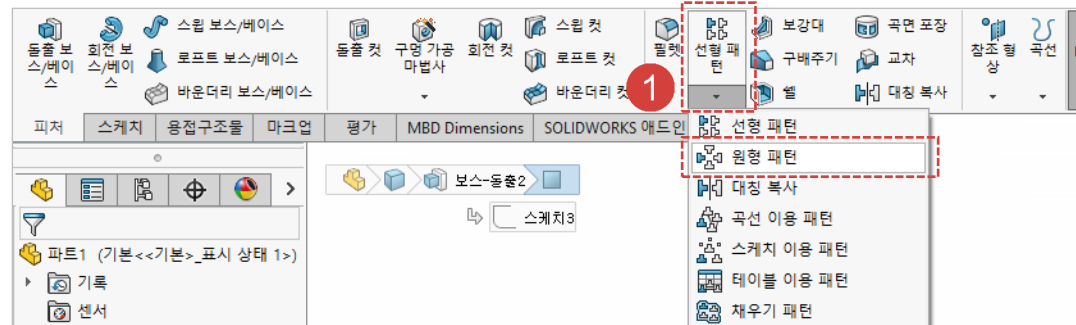 돌출 보
스/베이
스
회전 보
스/베이
스
스윕 보스/베이스
로프트 보스/베이스
바운더리 보스/베이스
돌출 컷
구멍 가공
마법사
회전 컷
스윕 컷
로프트 컷
바운더리 컷
필렛
선형 패
턴
보강대
구배주기
쉘
곡면 포장
교차
대칭 복사
참조 형
상
곡선
1
피처
스케치
용접구조물
마크업
평가
MBD Dimensions
SOLIDWORKS 애드인
선형 패턴
원형 패턴
대칭 복사
곡선 이용 패턴
스케치 이용 패턴
테이블 이용 패턴
채우기 패턴
보스-돌출2
스케치3
파트1 (기본<<기본>_표시 상태 1>)
기록
센서